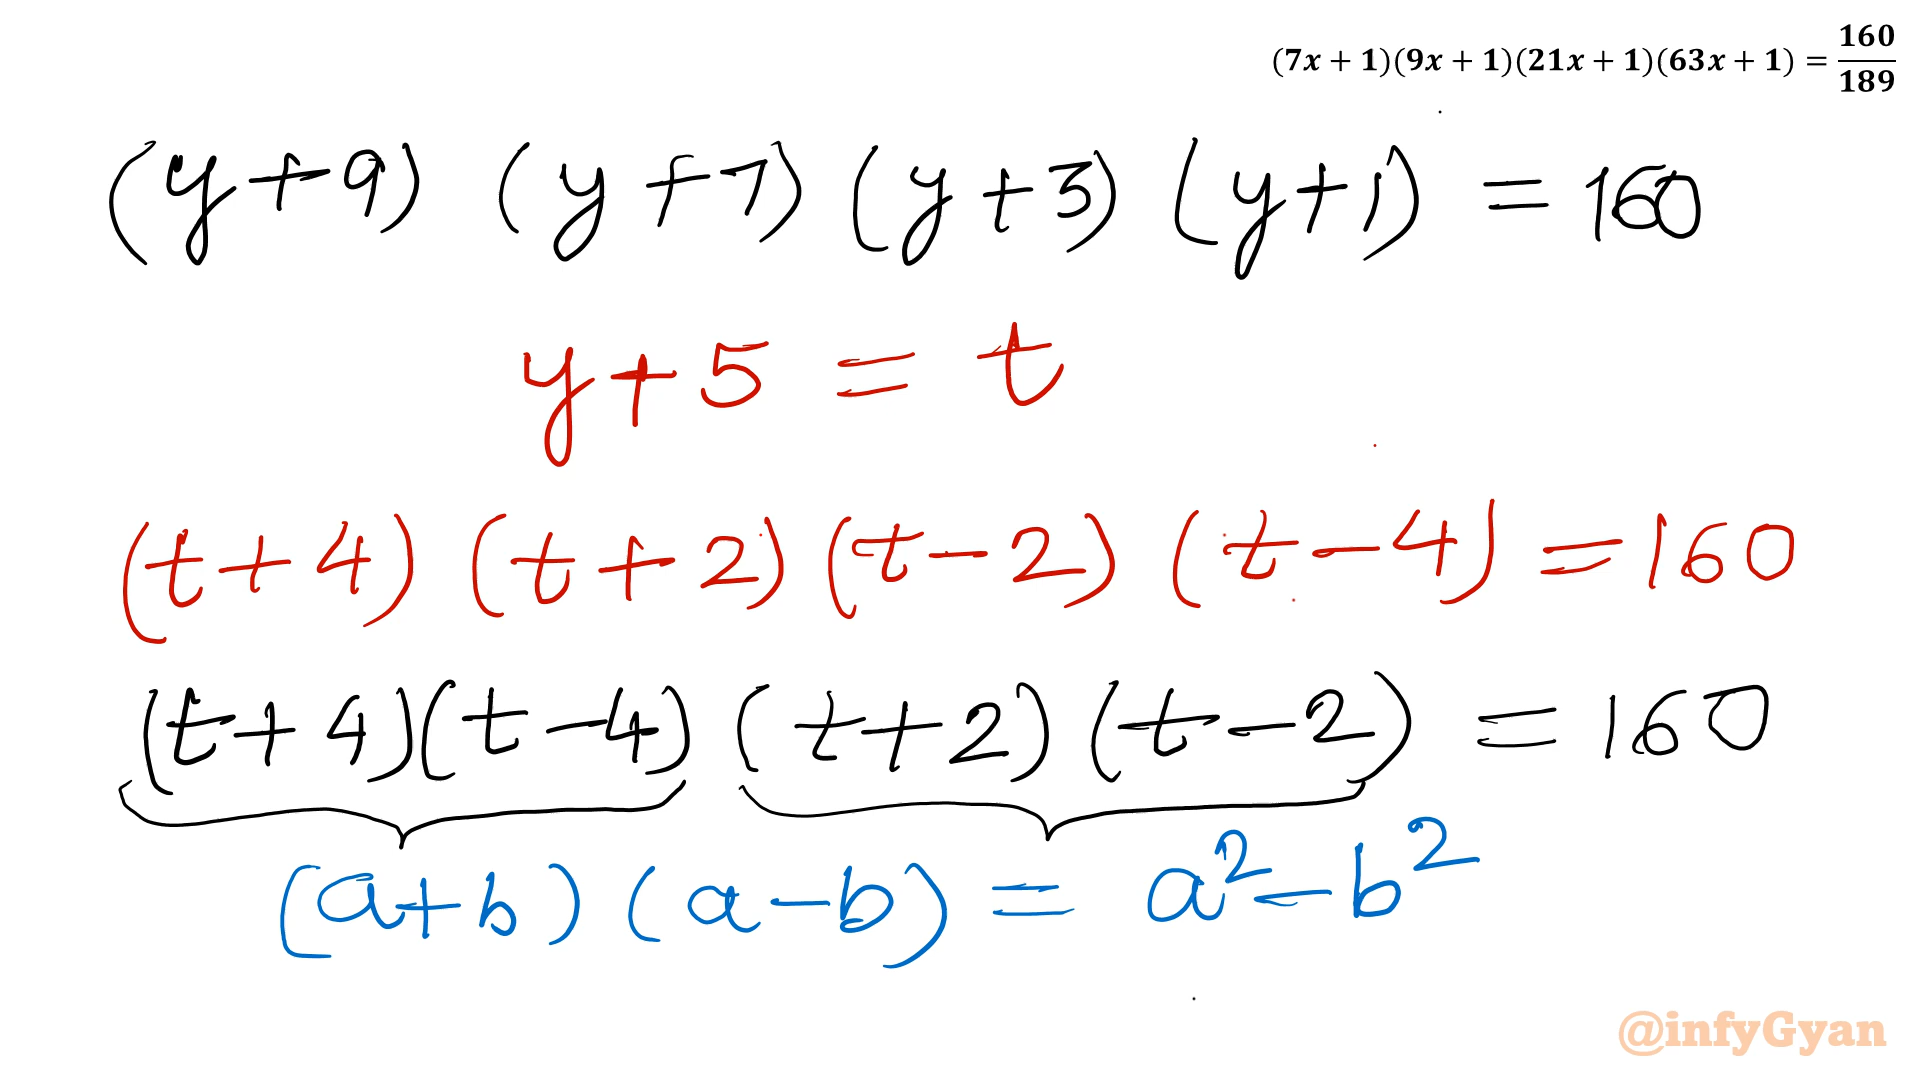 (7x + 1)(9x + 1)(21x + 1)(63x + 1) = 160/189
(y+9) (y+7) (y+3) (y+1) = 160
y+5 = t
(t+4) (t+2) (t-2) (t-4) = 160
(t+4)(t-4) (t+2) (t-2) = 160
(a+b) (a-b) = a²-b²
@infyGyan